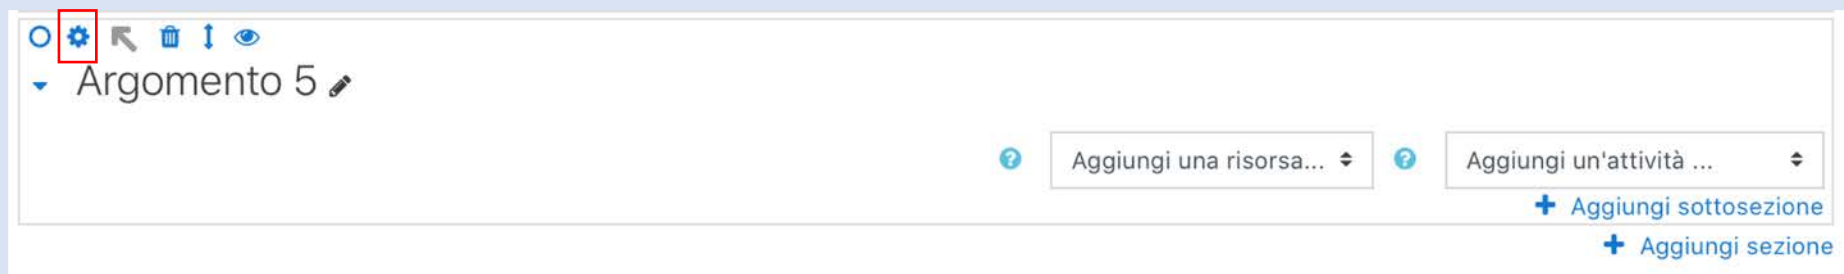 Argomento 5
Aggiungi una risorsa... Aggiungi un'attività ...
Aggiungi sottosezione
Aggiungi sezione